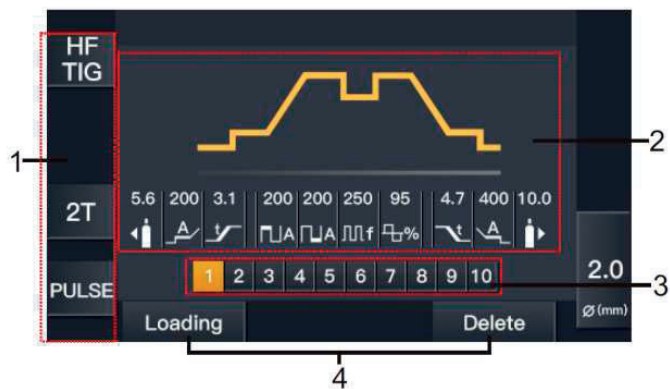 HF
TIG
1
2
5.6 200 3.1 200 200 250 95 4.7 400 10.0
A t A A f % t A
2T
1 2 3 4 5 6 7 8 9 10
3
PULSE
2.0
Ø (mm)
Loading
Delete
4